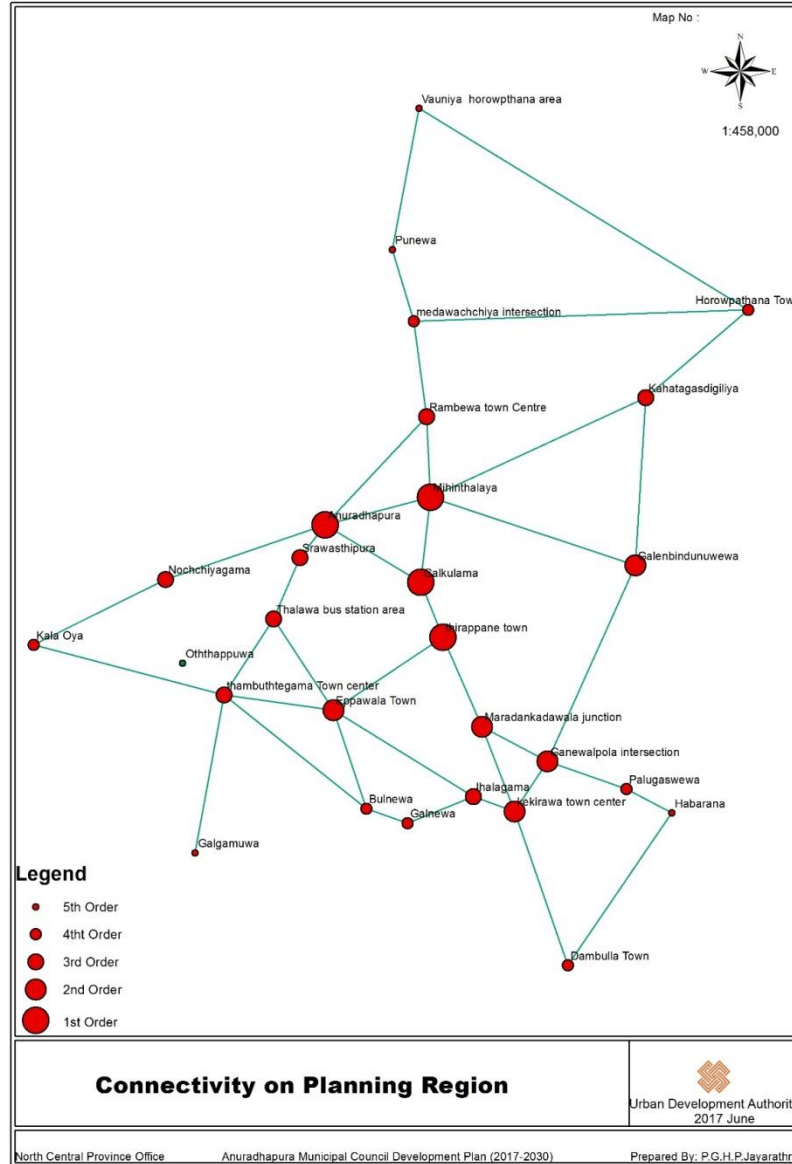 Map No :
N
W E
S
1:458,000
Vauniya horowpthana area
Punewa
Horowpathana Tow
medawachchiya intersection
Kahatagasdigiliya
Rambewa town Centre
Mihinthalaya
Anuradhapura
Srawasthipura
Galenbindunuwewa
Nochchiyagama
Galkulama
Thalawa bus station area
thirappane town
Kala Oya
Oththappuwa
thambuthtegama Town center
Eppawala Town
Maradankadawala junction
Ganewalpola intersection
Palugaswewa
Ihalagama
Bulnewa
kekirawa town center
Habarana
Galnewa
Galgamuwa
Legend
5th Order
4tht Order
3rd Order
2nd Order
1st Order
Dambulla Town
Connectivity on Planning Region
Urban Development Authorit
2017 June
North Central Province Office Anuradhapura Municipal Council Development Plan (2017-2030) Prepared By: P.G.H.P.Jayarathn